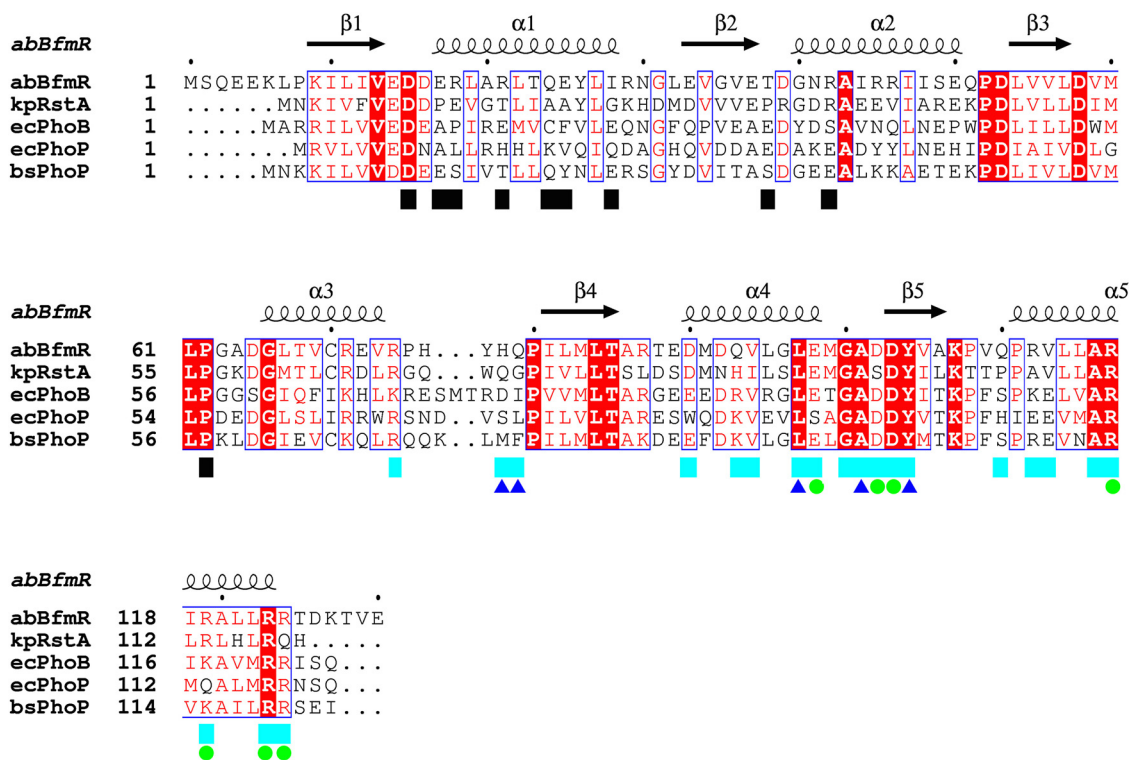 β1 α1 β2 α2 β3
abBfmR
abBfmR 1 MSQEEKLPKILIVEDDERLARLTQEYLIRNGLEVGVETDGNRAIRRIISEQPDLVVLDVM
kpRstA 1 ......MNKIVFVEDDPEVGTLIAAYLGKHDMDVVVEPRGDRAEEVIAREKPDLVLLDIM
ecPhoB 1 .....MARRILVVEDEAPIREMVCFVLEQNGFQPVEAEDYDSAVNQLNEPWPDLILLDWM
ecPhoP 1 .......MRVLVVEDNALLRHHLKVQIQDAGHQVDDAEDAKEADYYLNEHIPDIAIVDLG
bsPhoP 1 .....MNKKILVVDDEESIVTLLQYNLERSGYDVITASDGEEALKKAETEKPDLIVLDVM
α3 β4 α4 β5 α5
abBfmR
abBfmR 61 LPGADGLTVCREVRPH...YHQPILMLTARTEDMDQVLGLEMGADDYVAKPVQPRVLLAR
kpRstA 55 LPGKDGMTLCRDLRGQ...WQGPIVLLTSLDSDMNHILSLEMGASDYILKTTPPAVLLAR
ecPhoB 56 LPGGSGIQFIKHLKRESMTRDIPVVMLTARGEEEDRVRGLETGADDYITKPFSPKELVAR
ecPhoP 54 LPDEDGLSLIRRWRSND..VSLPILVLTARESWQDKVEVLSAGADDYVTKPFHIEEVMAR
bsPhoP 56 LPKLDGIEVCKQLRQQK..LMFPILMLTAKDEEFDKVLGLELGADDYMTKPFSPREVNAR
abBfmR
abBfmR 118 IRALLRRTDKTVE
kpRstA 112 LRLHLRQH.....
ecPhoB 116 IKAVMRRISQ...
ecPhoP 112 MQALMRRNSQ...
bsPhoP 114 VKAILRRSEI...